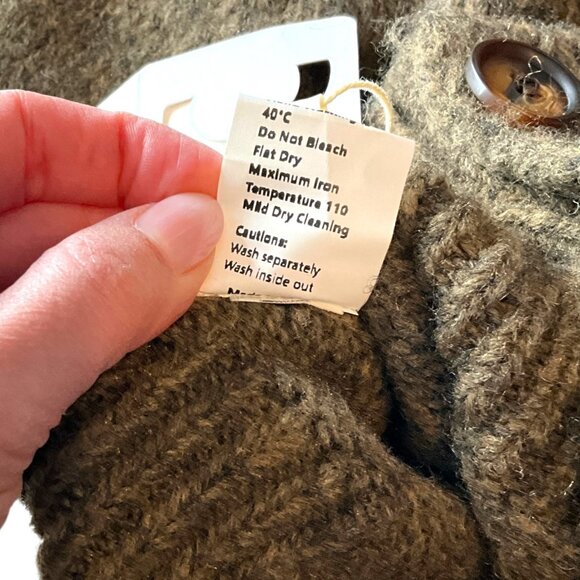 40°C
Do Not Bleach
Flat Dry
Maximum Iron
Temperature 110
Mild Dry Cleaning
Cautions:
Wash separately
Wash inside out